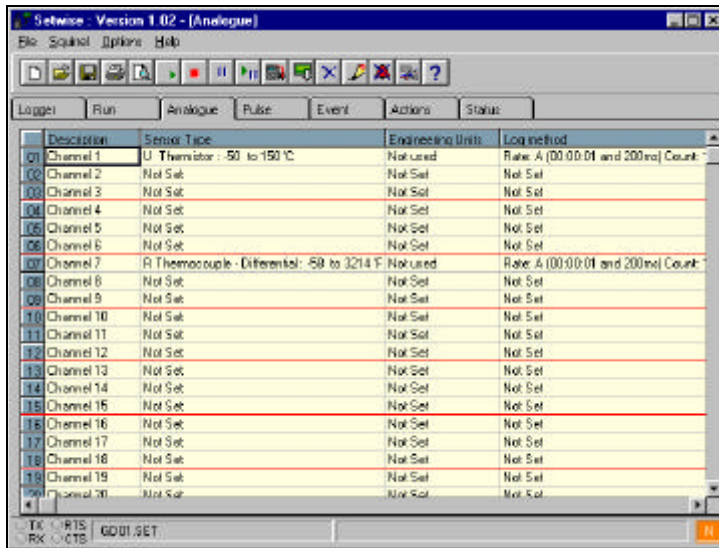 Setwise : Version 1.02 - [Analogue]
File Squirrel Options Help
Logger Run Analogue Pulse Event Actions Status
Description Sensor Type Engineering Units Log method
01 Channel 1 U Thermistor : -50 to 150 °C Not used Rate: A (00:00:01 and 200ms) Count: 1
02 Channel 2 Not Set Not Set Not Set
03 Channel 3 Not Set Not Set Not Set
04 Channel 4 Not Set Not Set Not Set
05 Channel 5 Not Set Not Set Not Set
06 Channel 6 Not Set Not Set Not Set
07 Channel 7 R Thermocouple - Differential: -58 to 3214 °F Not used Rate: A (00:00:01 and 200ms) Count: 1
08 Channel 8 Not Set Not Set Not Set
09 Channel 9 Not Set Not Set Not Set
10 Channel 10 Not Set Not Set Not Set
11 Channel 11 Not Set Not Set Not Set
12 Channel 12 Not Set Not Set Not Set
13 Channel 13 Not Set Not Set Not Set
14 Channel 14 Not Set Not Set Not Set
15 Channel 15 Not Set Not Set Not Set
16 Channel 16 Not Set Not Set Not Set
17 Channel 17 Not Set Not Set Not Set
18 Channel 18 Not Set Not Set Not Set
19 Channel 19 Not Set Not Set Not Set
20 Channel 20 Not Set Not Set Not Set
TX RTS GD01.SET N
RX CTS